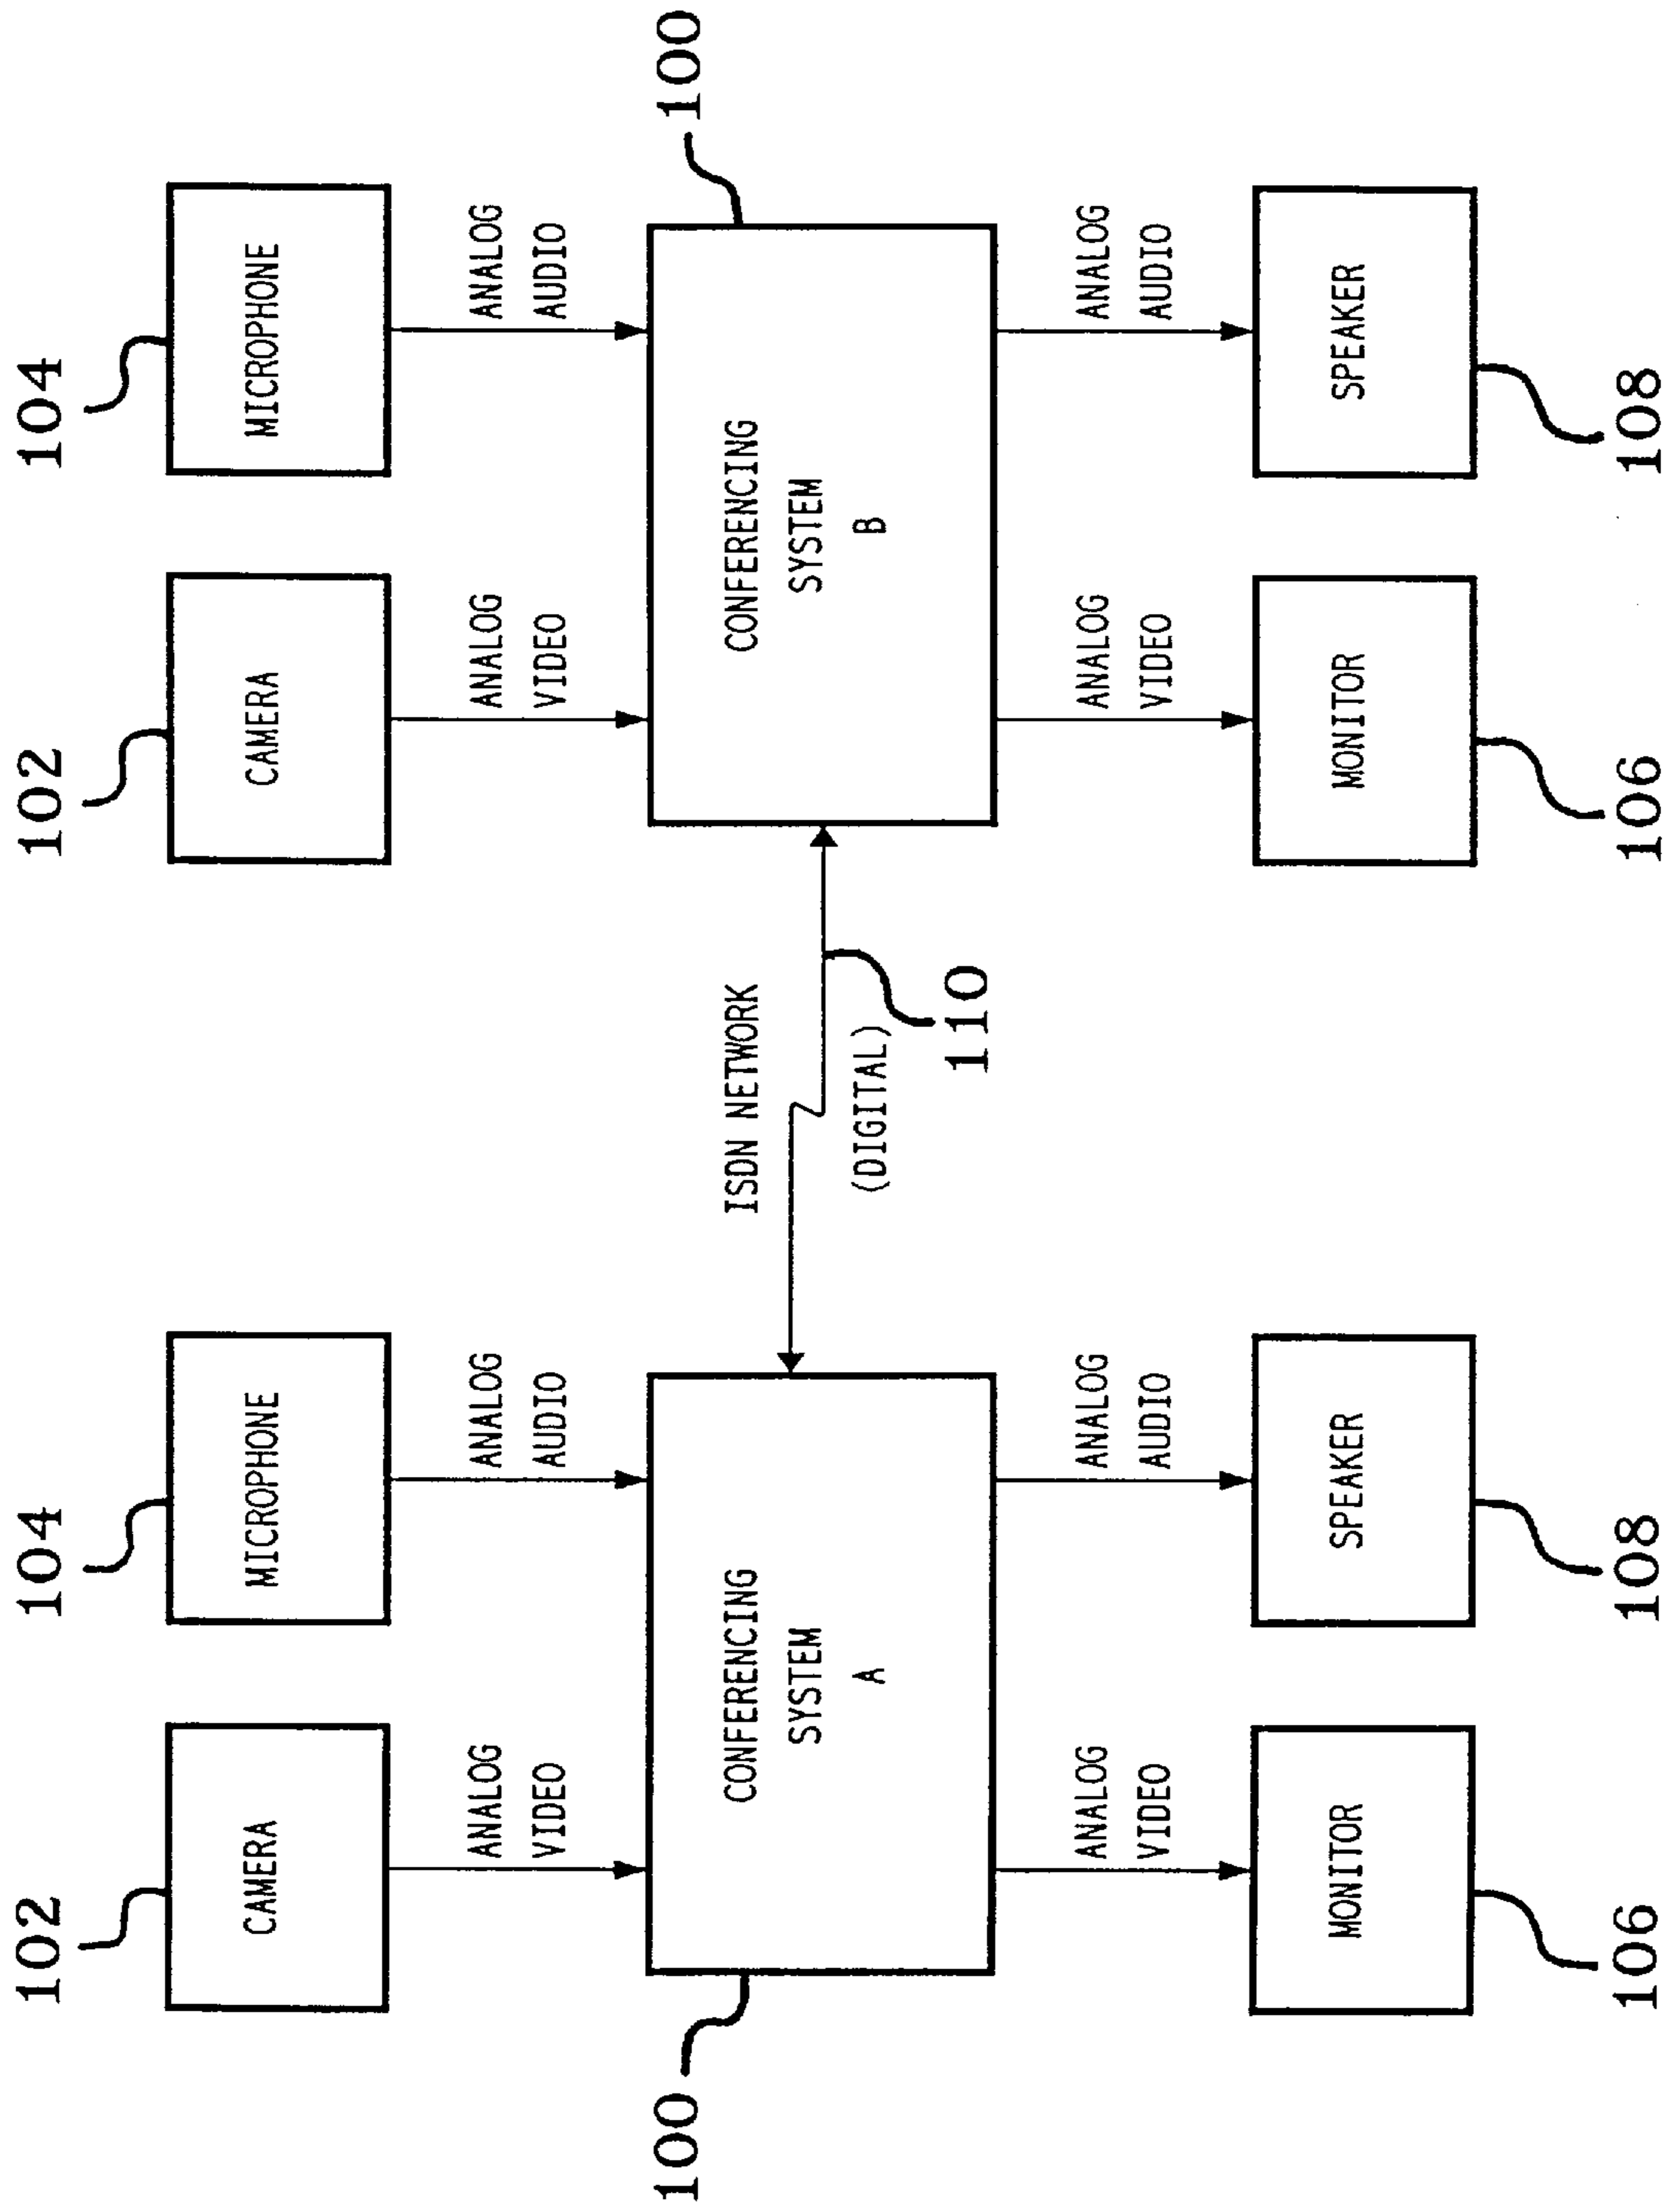 102
104
102
104
CAMERA
MICROPHONE
CAMERA
MICROPHONE
ANALOG
VIDEO
ANALOG
AUDIO
ANALOG
VIDEO
ANALOG
AUDIO
100
CONFERENCING
SYSTEM
A
ISDN NETWORK
(DIGITAL)
110
CONFERENCING
SYSTEM
B
100
ANALOG
VIDEO
ANALOG
AUDIO
ANALOG
VIDEO
ANALOG
AUDIO
MONITOR
SPEAKER
MONITOR
SPEAKER
106
108
106
108